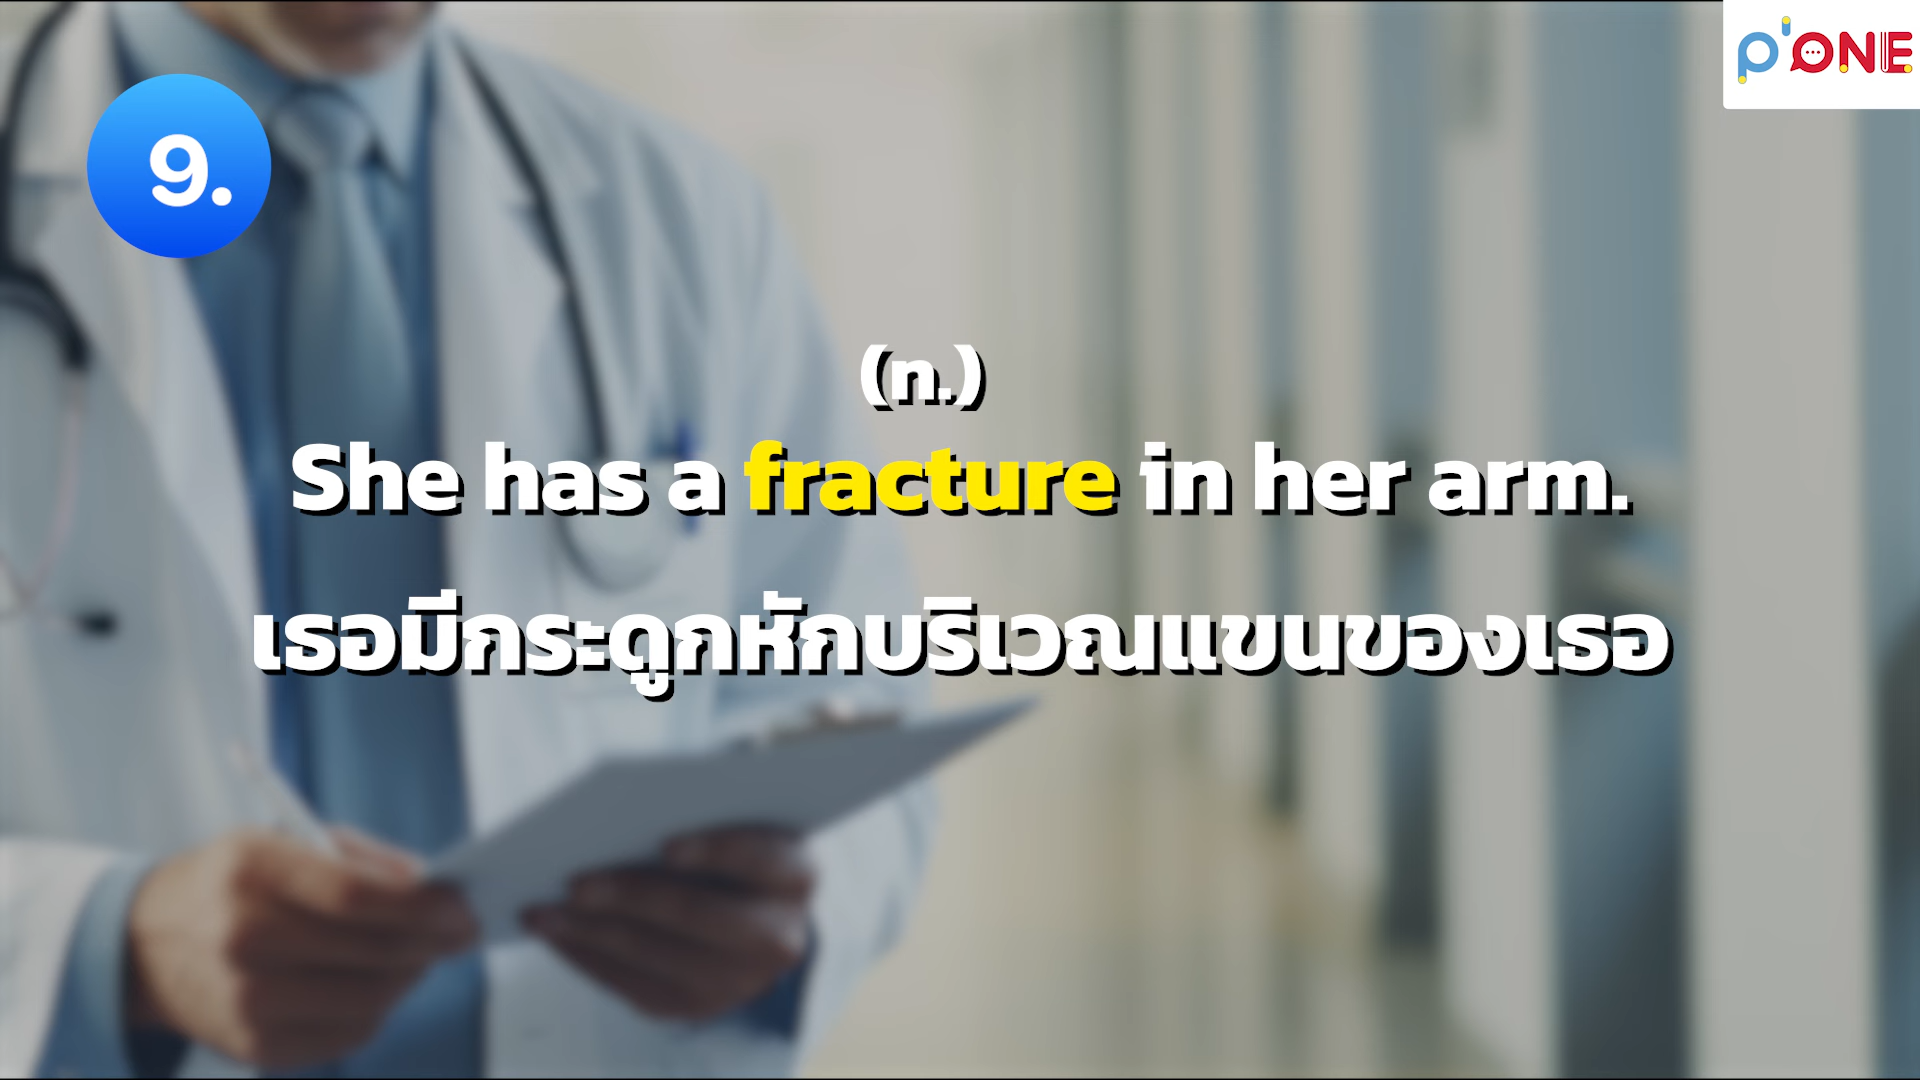 P'ONE
9.
(n.)
She has a fracture in her arm.
เธอมีกระดูกหักบริเวณแขนของเธอ